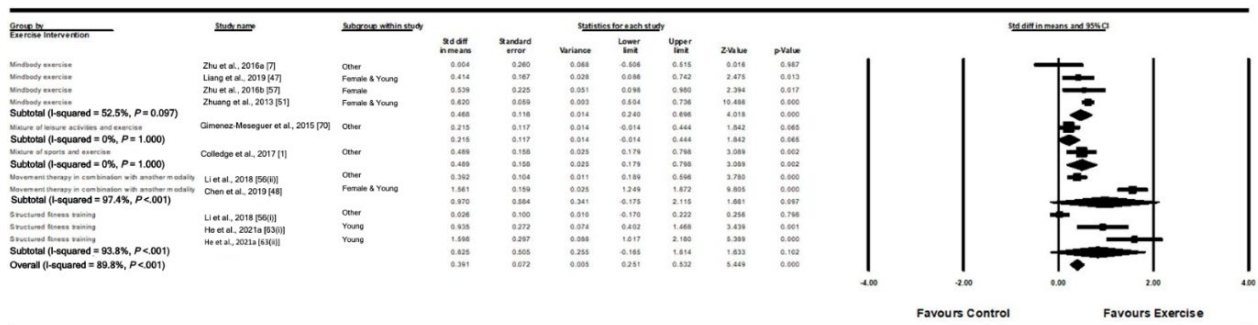 Group by Study name Subgroup within study Statistics for each study Std diff in means and 95% CI
Exercise Intervention
Std diff in means Standard error Variance Lower limit Upper limit Z-Value p-Value
Mindbody exercise Zhu et al., 2016a [7] Other 0.004 0.260 0.068 -0.506 0.515 0.016 0.987
Mindbody exercise Liang et al., 2019 [47] Female & Young 0.414 0.167 0.028 0.086 0.742 2.475 0.013
Mindbody exercise Zhu et al., 2016b [57] Female 0.539 0.225 0.051 0.098 0.980 2.394 0.017
Mindbody exercise Zhuang et al., 2013 [51] Female & Young 0.620 0.059 0.003 0.504 0.736 10.486 0.000
Subtotal (I-squared = 52.5%, P = 0.097) 0.468 0.116 0.014 0.240 0.696 4.018 0.000
Mixture of leisure activities and exercise Gimenez-Meseguer et al., 2015 [70] Other 0.215 0.117 0.014 -0.014 0.444 1.842 0.065
Subtotal (I-squared = 0%, P = 1.000) 0.215 0.117 0.014 -0.014 0.444 1.842 0.065
Mixture of sports and exercise Colledge et al., 2017 [1] Other 0.489 0.158 0.025 0.179 0.798 3.089 0.002
Subtotal (I-squared = 0%, P = 1.000) 0.489 0.158 0.025 0.179 0.798 3.089 0.002
Movement therapy in combination with another modality Li et al., 2018 [56(ii)] Other 0.392 0.104 0.011 0.189 0.596 3.780 0.000
Movement therapy in combination with another modality Chen et al., 2019 [48] Female & Young 1.561 0.159 0.025 1.249 1.872 9.805 0.000
Subtotal (I-squared = 97.4%, P <.001) 0.970 0.584 0.341 -0.175 2.115 1.661 0.097
Structured fitness training Li et al., 2018 [56(i)] Other 0.026 0.100 0.010 -0.170 0.222 0.256 0.798
Structured fitness training He et al., 2021a [63(i)] Young 0.935 0.272 0.074 0.402 1.468 3.439 0.001
Structured fitness training He et al., 2021a [63(ii)] Young 1.598 0.297 0.088 1.017 2.180 5.389 0.000
Subtotal (I-squared = 93.8%, P <.001) 0.825 0.505 0.255 -0.165 1.814 1.633 0.102
Overall (I-squared = 89.8%, P <.001) 0.391 0.072 0.005 0.251 0.532 5.449 0.000
-4.00 -2.00 0.00 2.00 4.00
Favours Control Favours Exercise